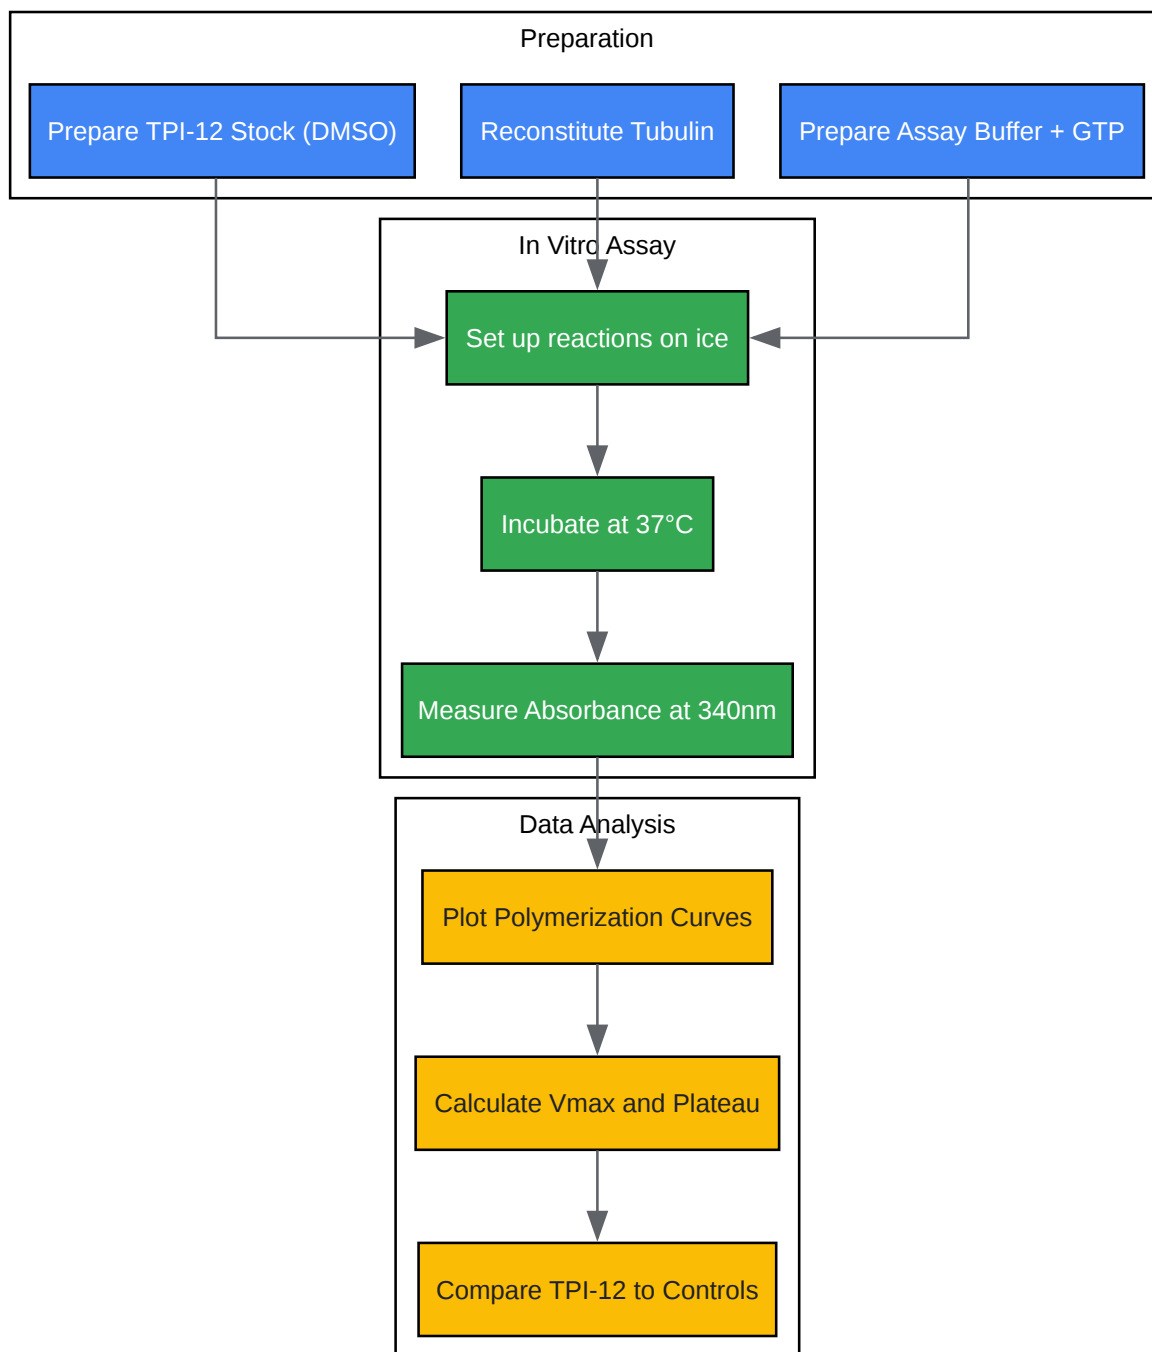 Preparation
Prepare TPI-12 Stock (DMSO)
Reconstitute Tubulin
Prepare Assay Buffer + GTP
In Vitro Assay
Set up reactions on ice
Incubate at 37°C
Measure Absorbance at 340nm
Data Analysis
Plot Polymerization Curves
Calculate Vmax and Plateau
Compare TPI-12 to Controls